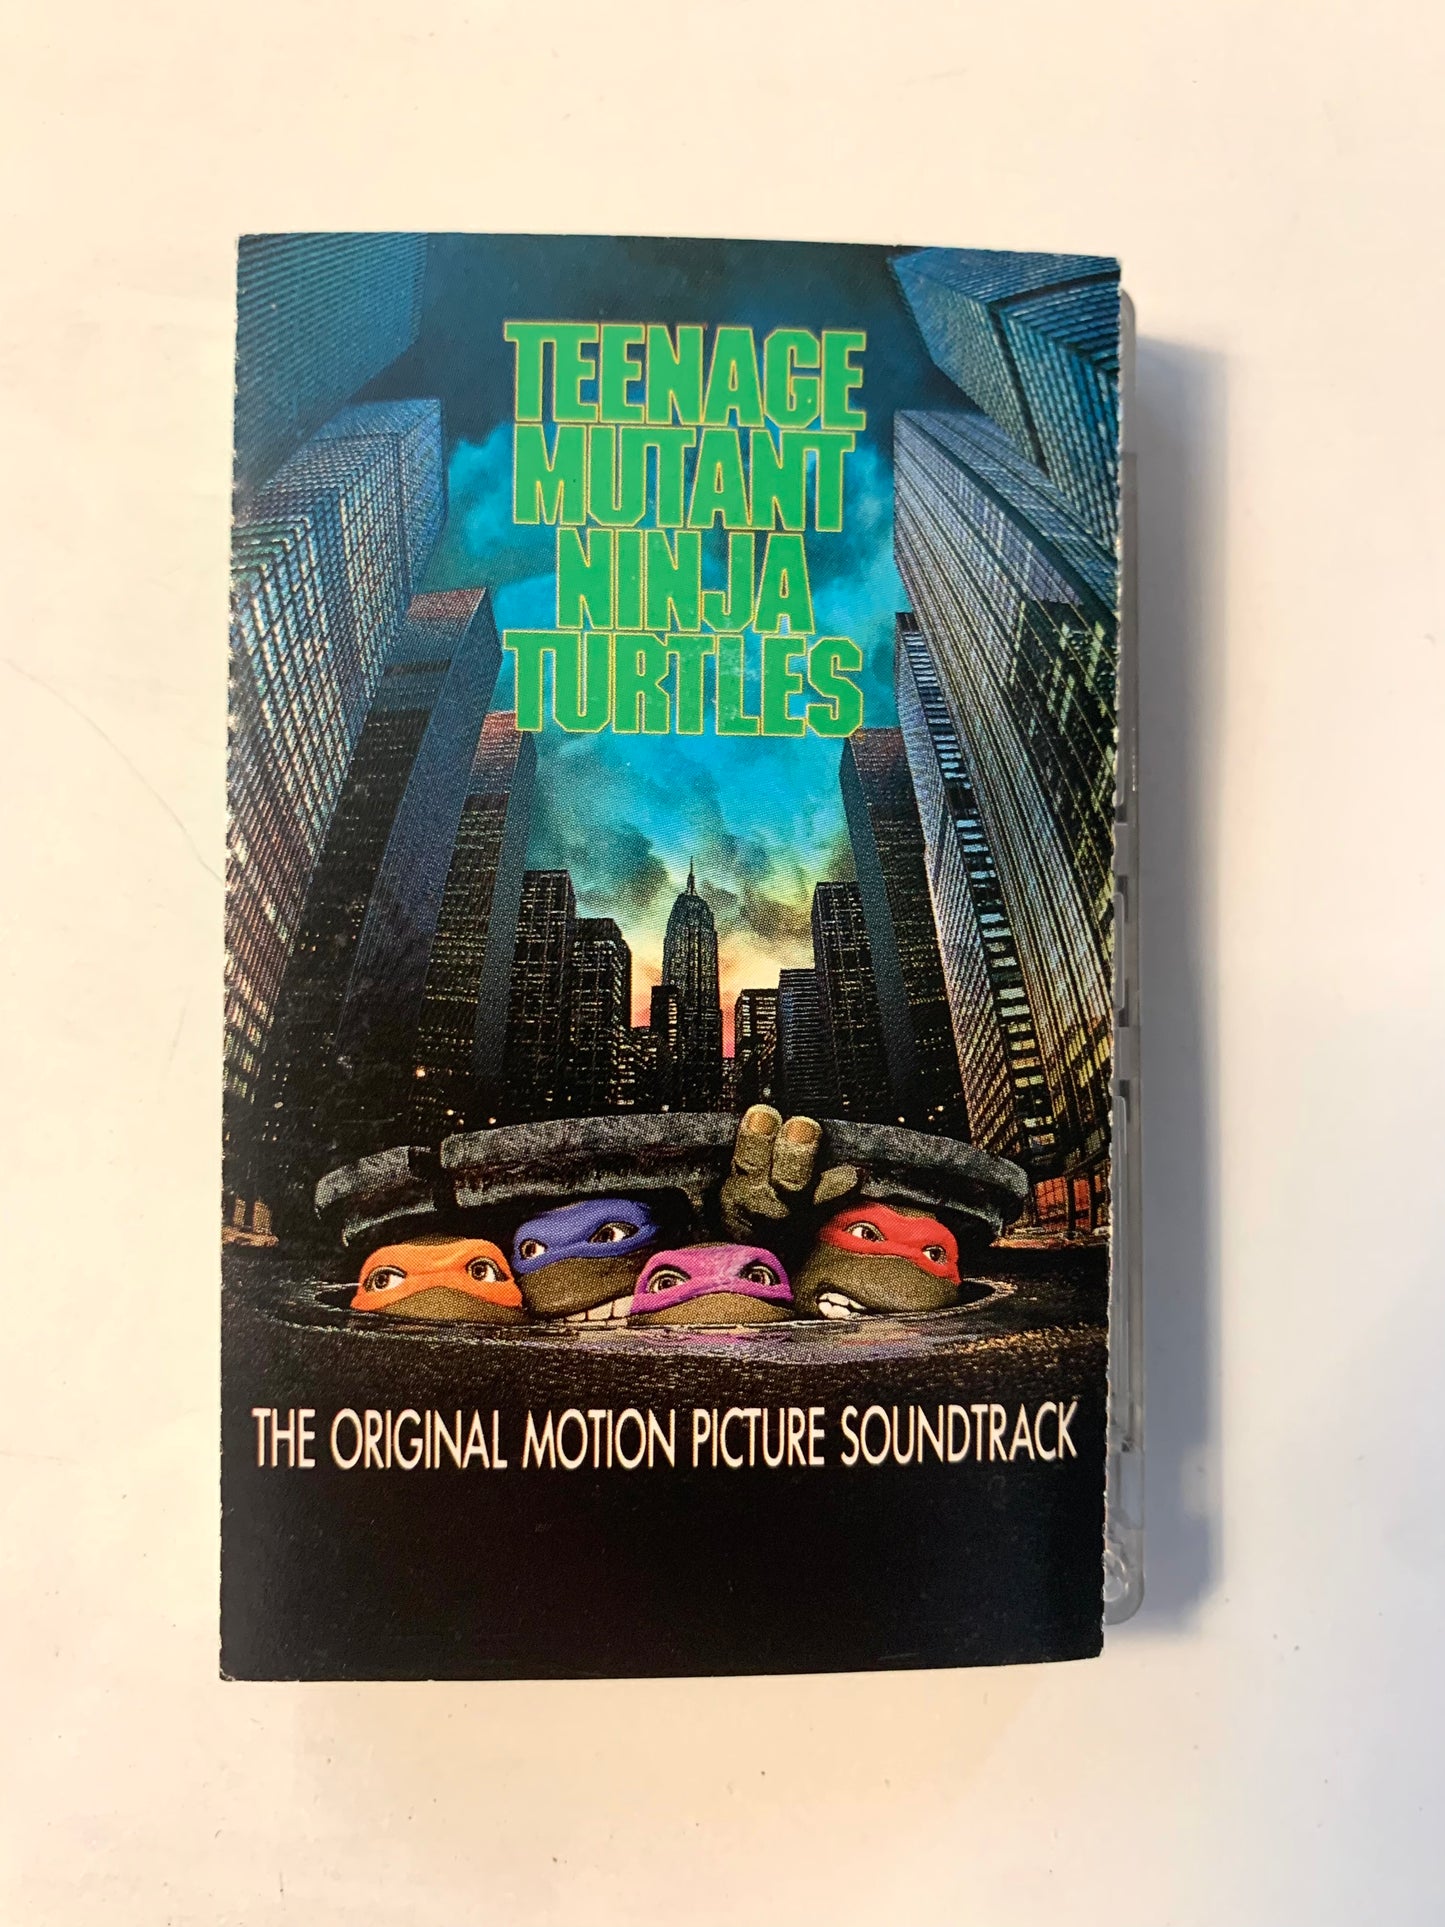 TEENAGE
MUTANT
NINJA
TURTLES
THE ORIGINAL MOTION PICTURE SOUNDTRACK